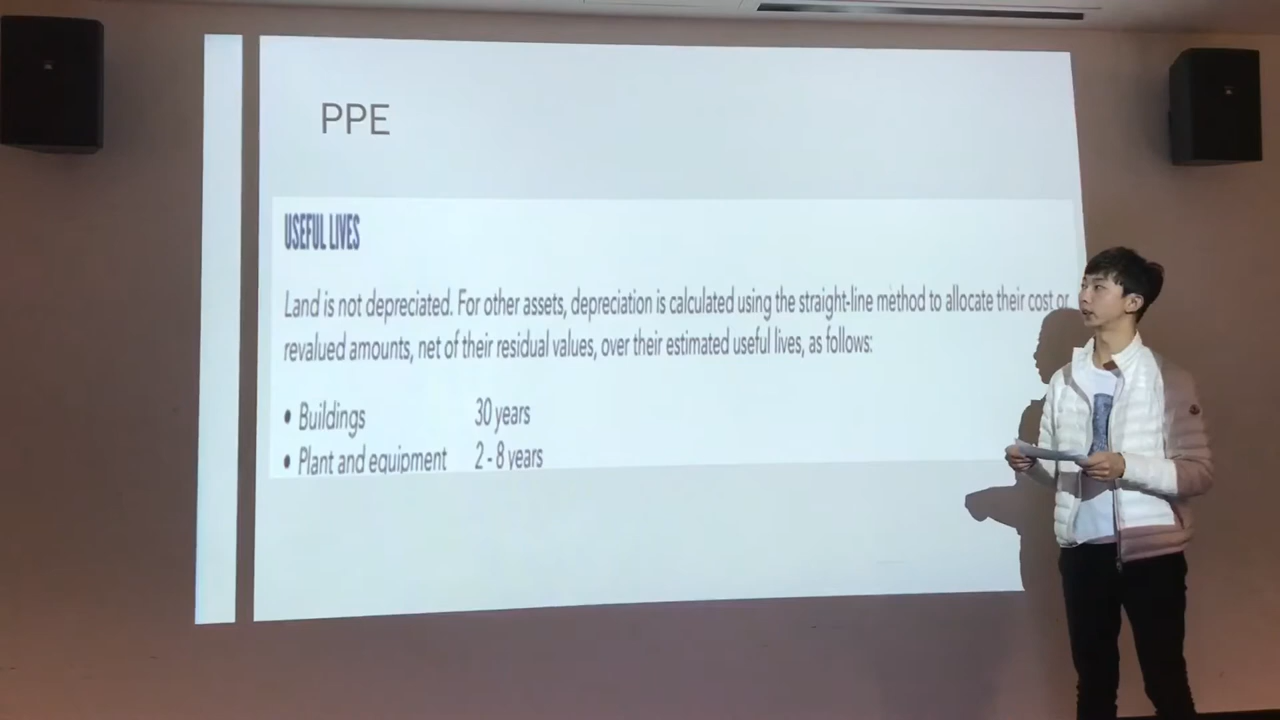 PPE
USEFUL LIVES
Land is not depreciated. For other assets, depreciation is calculated using the straight-line method to allocate their cost or
revalued amounts, net of their residual values, over their estimated useful lives, as follows:
• Buildings 30 years
• Plant and equipment 2 - 8 years